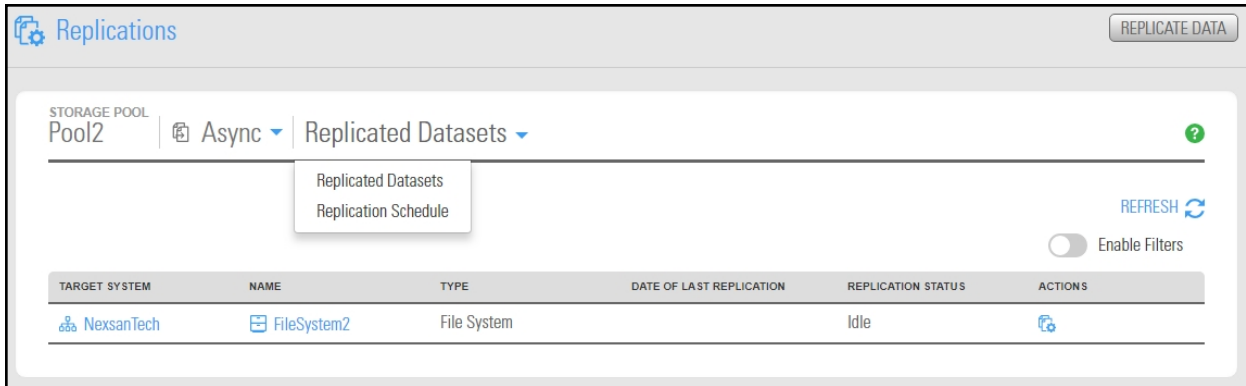 Replications
REPLICATE DATA
STORAGE POOL
Pool2 Async Replicated Datasets
?
Replicated Datasets
Replication Schedule
REFRESH
Enable Filters
TARGET SYSTEM NAME TYPE DATE OF LAST REPLICATION REPLICATION STATUS ACTIONS
NexsanTech FileSystem2 File System Idle